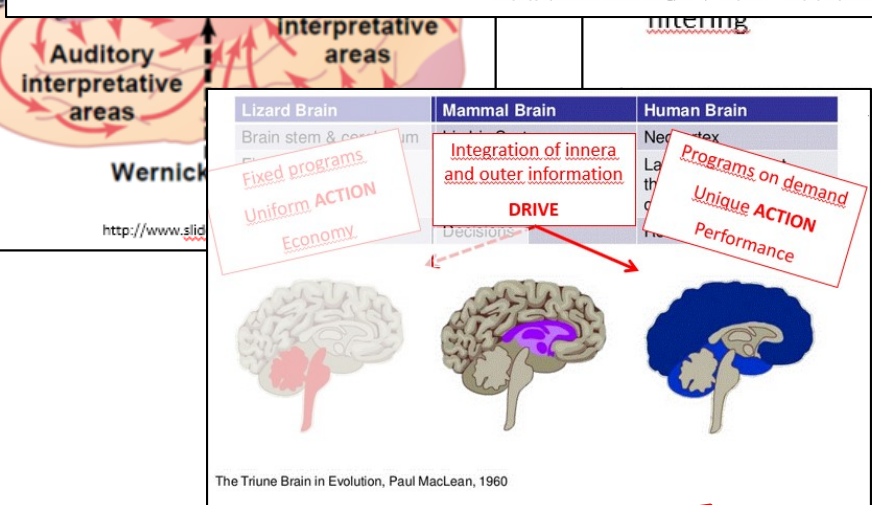 filtering
Auditory
interpretative
areas
interpretative
areas
Wernick
http://www.slid
Lizard Brain
Mammal Brain
Human Brain
Brain stem &
Fixed programs
Uniform ACTION
Economy
Integration of innera
and outer information
DRIVE
Decisions
Programs on demand
Unique ACTION
Performance
The Triune Brain in Evolution, Paul MacLean, 1960